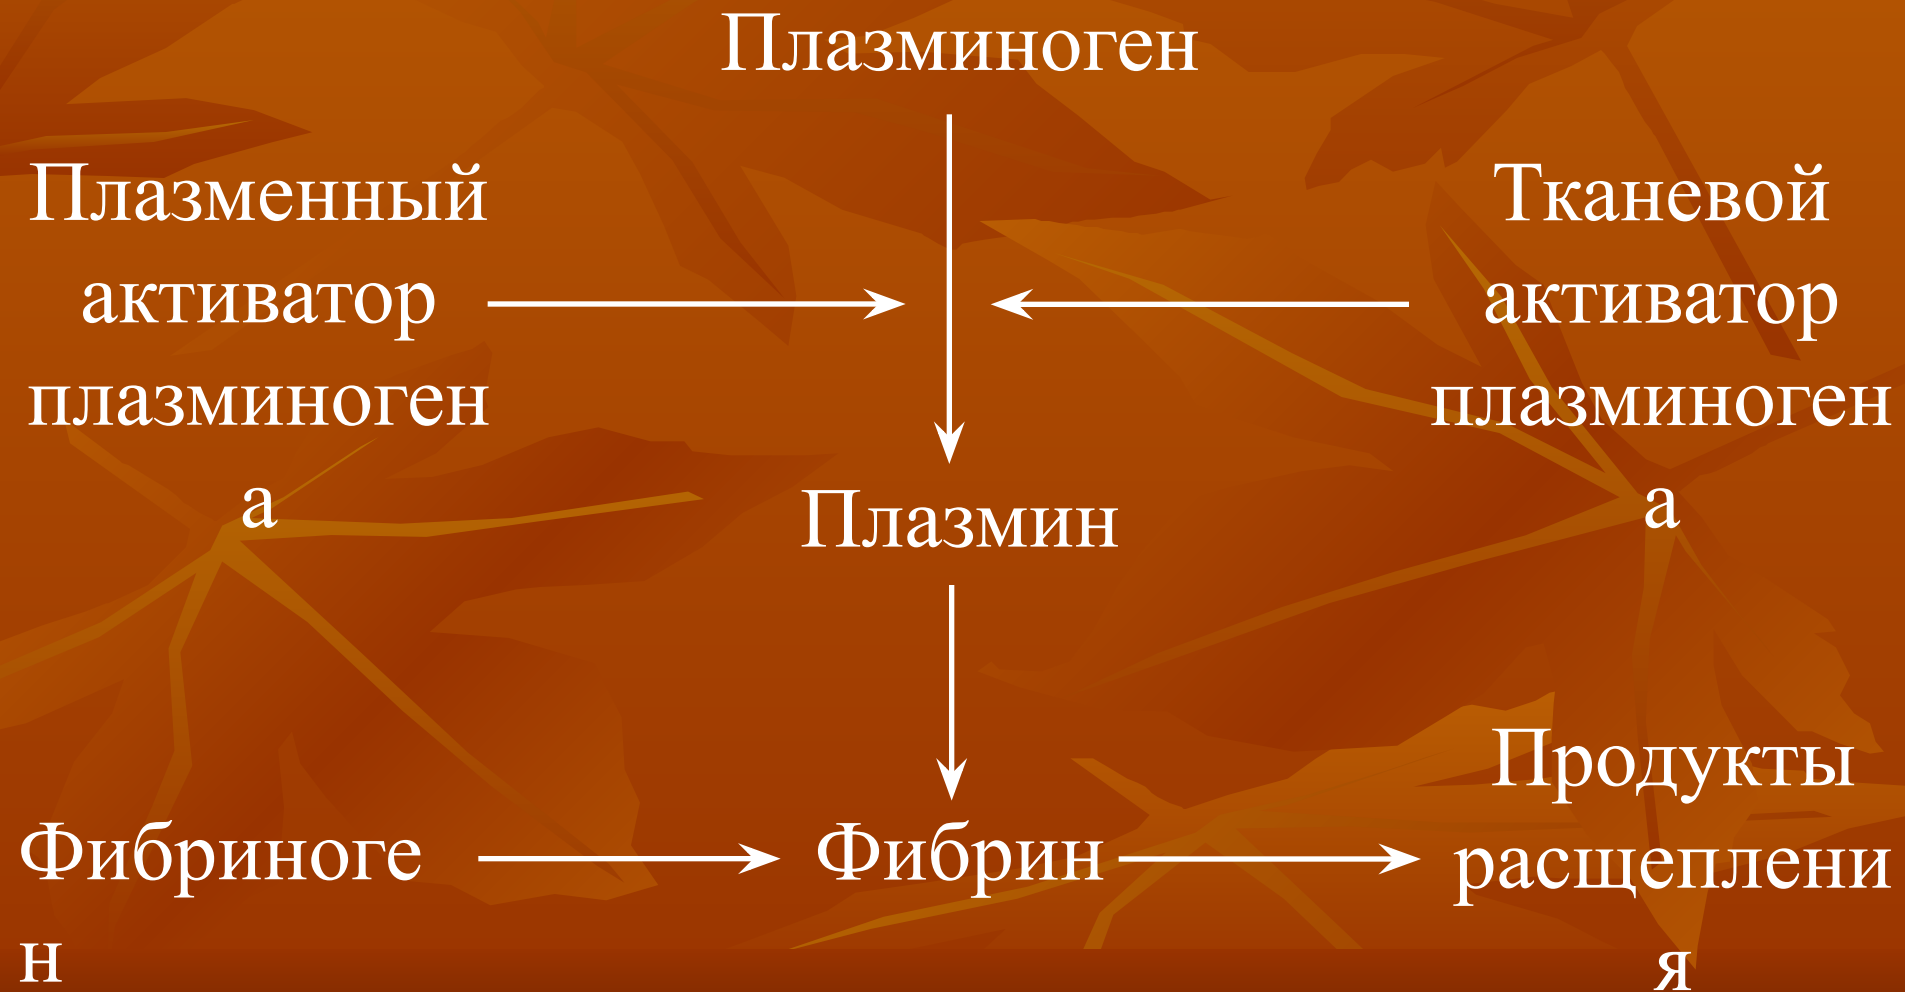 Плазминоген
Плазменный
активатор
плазминоген
а
Тканевой
активатор
плазминоген
а
Плазмин
Фибриноге
н
Фибрин
Продукты
расщеплени
я